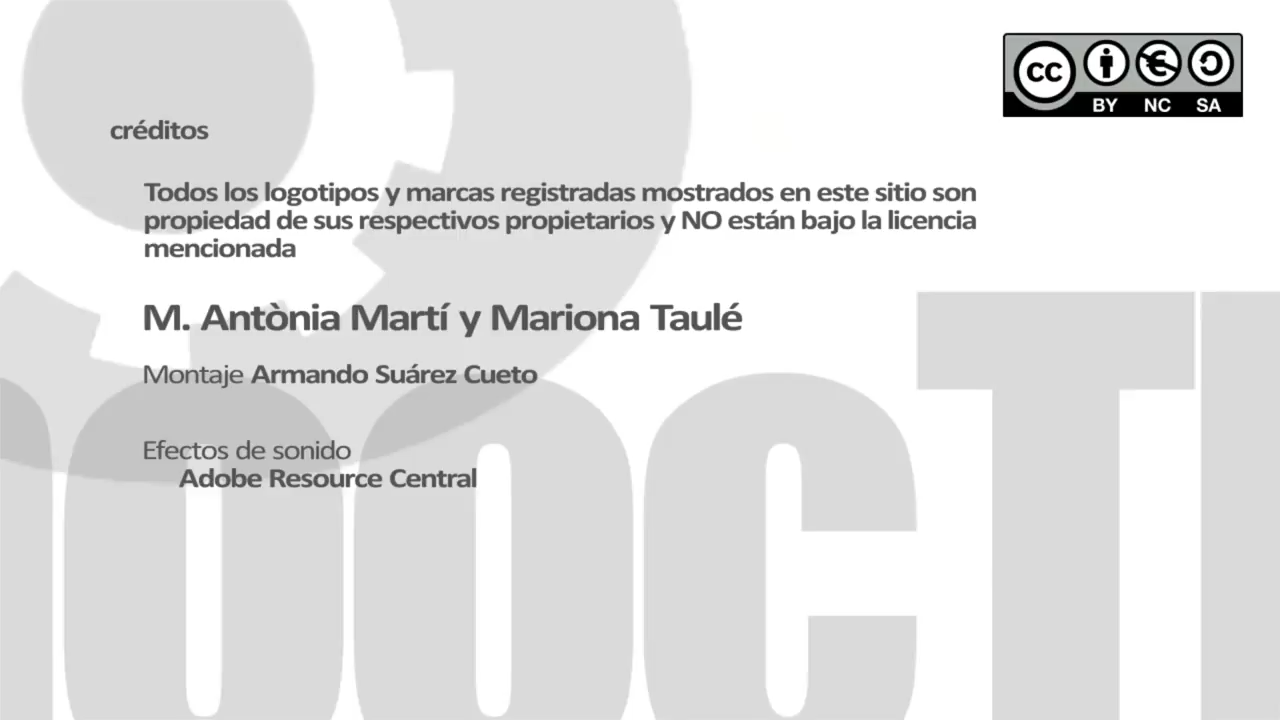 CC BY NC SA
créditos
Todos los logotipos y marcas registradas mostrados en este sitio son
propiedad de sus respectivos propietarios y NO están bajo la licencia
mencionada
M. Antònia Martí y Mariona Taulé
Montaje Armando Suárez Cueto
Efectos de sonido
Adobe Resource Central
oocT